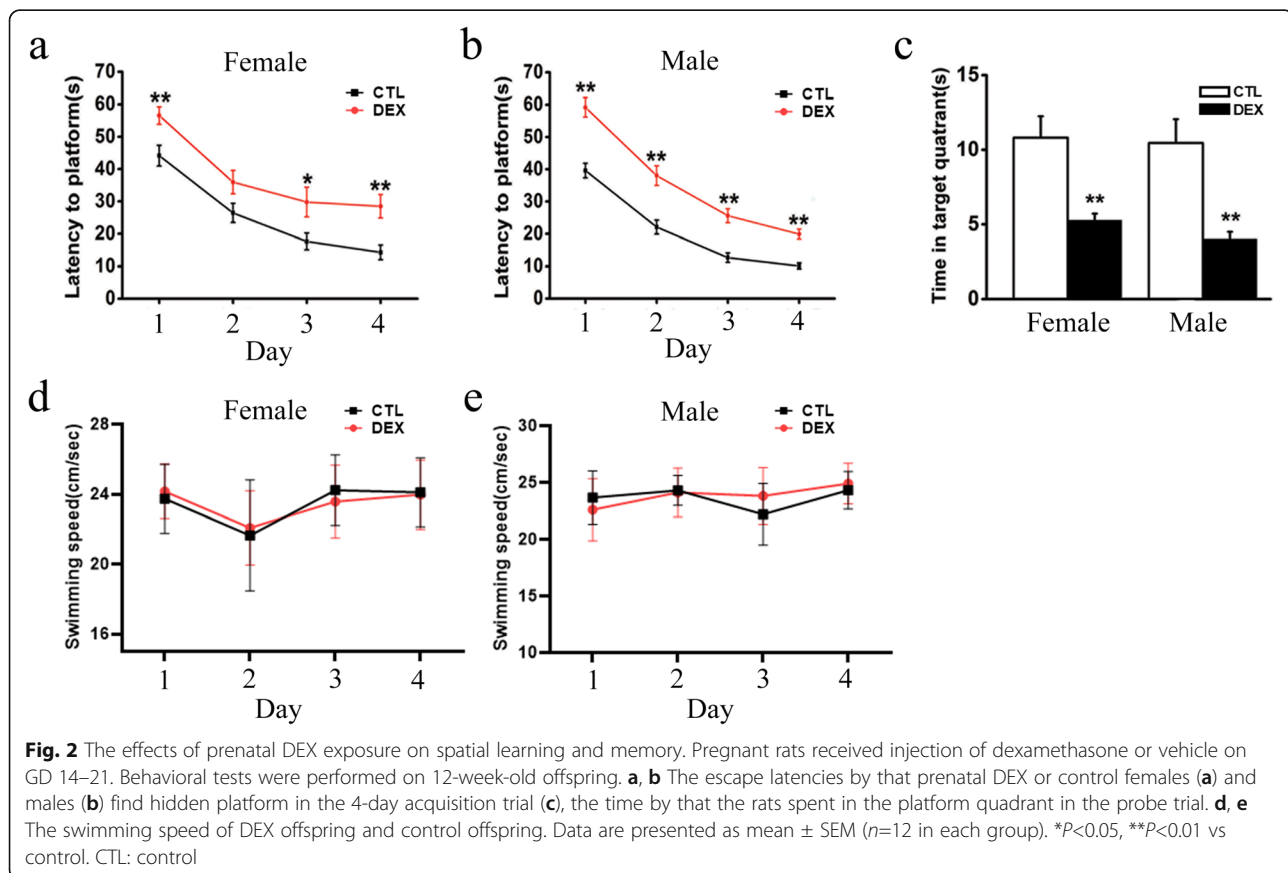 a
Female
CTL
DEX
Latency to platform(s)
70
60
50
40
30
20
10
0
**
*
**
1 2 3 4
Day
b
Male
CTL
DEX
Latency to platform(s)
70
60
50
40
30
20
10
0
**
**
**
**
1 2 3 4
Day
c
CTL
DEX
Time in target quatrant(s)
15
10
5
0
**
**
Female Male
d
Female
CTL
DEX
Swimming speed(cm/sec)
28
24
20
16
1 2 3 4
Day
e
Male
CTL
DEX
Swimming speed(cm/sec)
30
25
20
15
10
1 2 3 4
Day
Fig. 2 The effects of prenatal DEX exposure on spatial learning and memory. Pregnant rats received injection of dexamethasone or vehicle on
GD 14–21. Behavioral tests were performed on 12-week-old offspring. a, b The escape latencies by that prenatal DEX or control females (a) and
males (b) find hidden platform in the 4-day acquisition trial (c), the time by that the rats spent in the platform quadrant in the probe trial. d, e
The swimming speed of DEX offspring and control offspring. Data are presented as mean ± SEM (n=12 in each group). *P<0.05, **P<0.01 vs
control. CTL: control